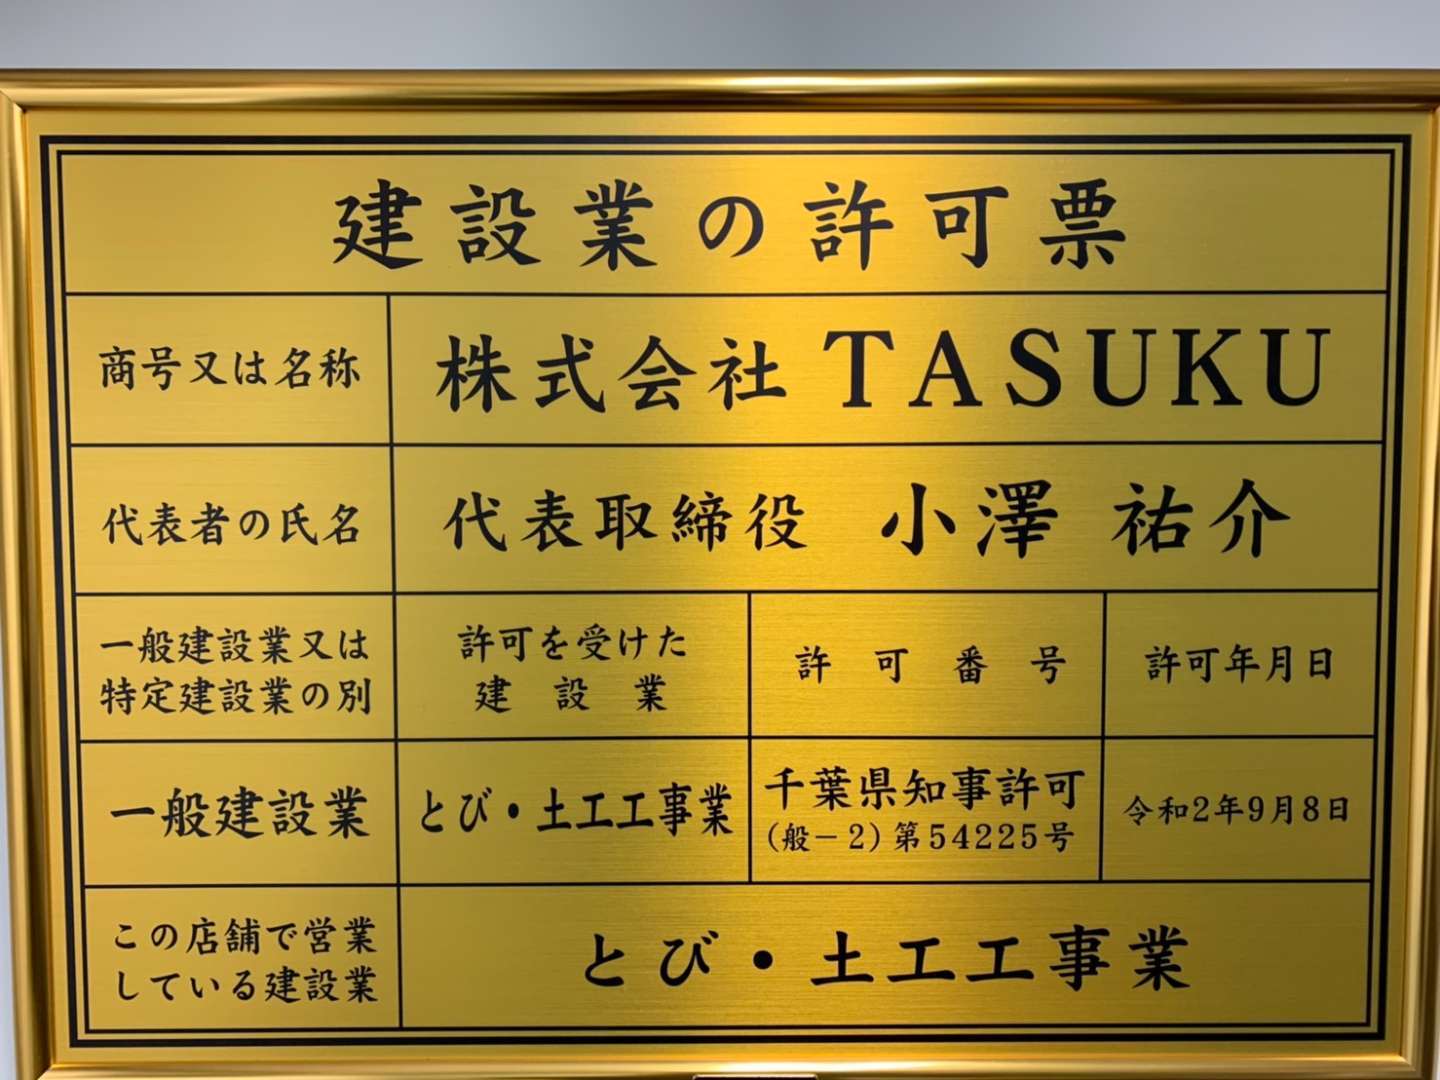 建設業の許可票
商号又は名称
株式会社TASUKU
代表者の氏名
代表取締役 小澤 祐介
一般建設業又は
特定建設業の別
許可を受けた
建設業
許可番号
許可年月日
一般建設業
とび・土工工事業
千葉県知事許可
(般－2)第54225号
令和2年9月8日
この店舗で営業
している建設業
とび・土工工事業